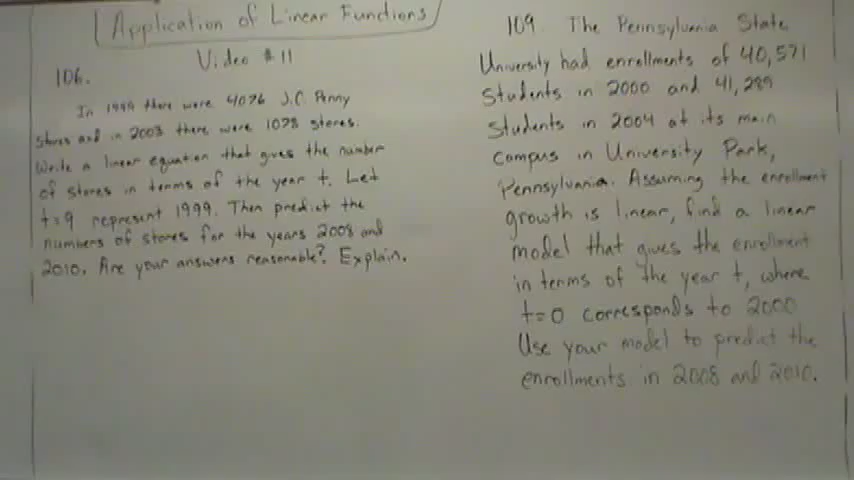 Application of Linear Functions
Video #11
106.
In 1999 there were 4076 J.C. Penny
stores and in 2003 there were 1078 stores.
Write a linear equation that gives the number
of stores in terms of the year t. Let
t=9 represent 1999. Then predict the
numbers of stores for the years 2008 and
2010. Are your answers reasonable? Explain.
109. The Pennsylvania State
University had enrollments of 40,571
Students in 2000 and 41,289
Students in 2004 at its main
campus in University Park,
Pennsylvania. Assuming the enrollment
growth is linear, find a linear
model that gives the enrollment
in terms of the year t, where
t=0 corresponds to 2000
Use your model to predict the
enrollments in 2008 and 2010.